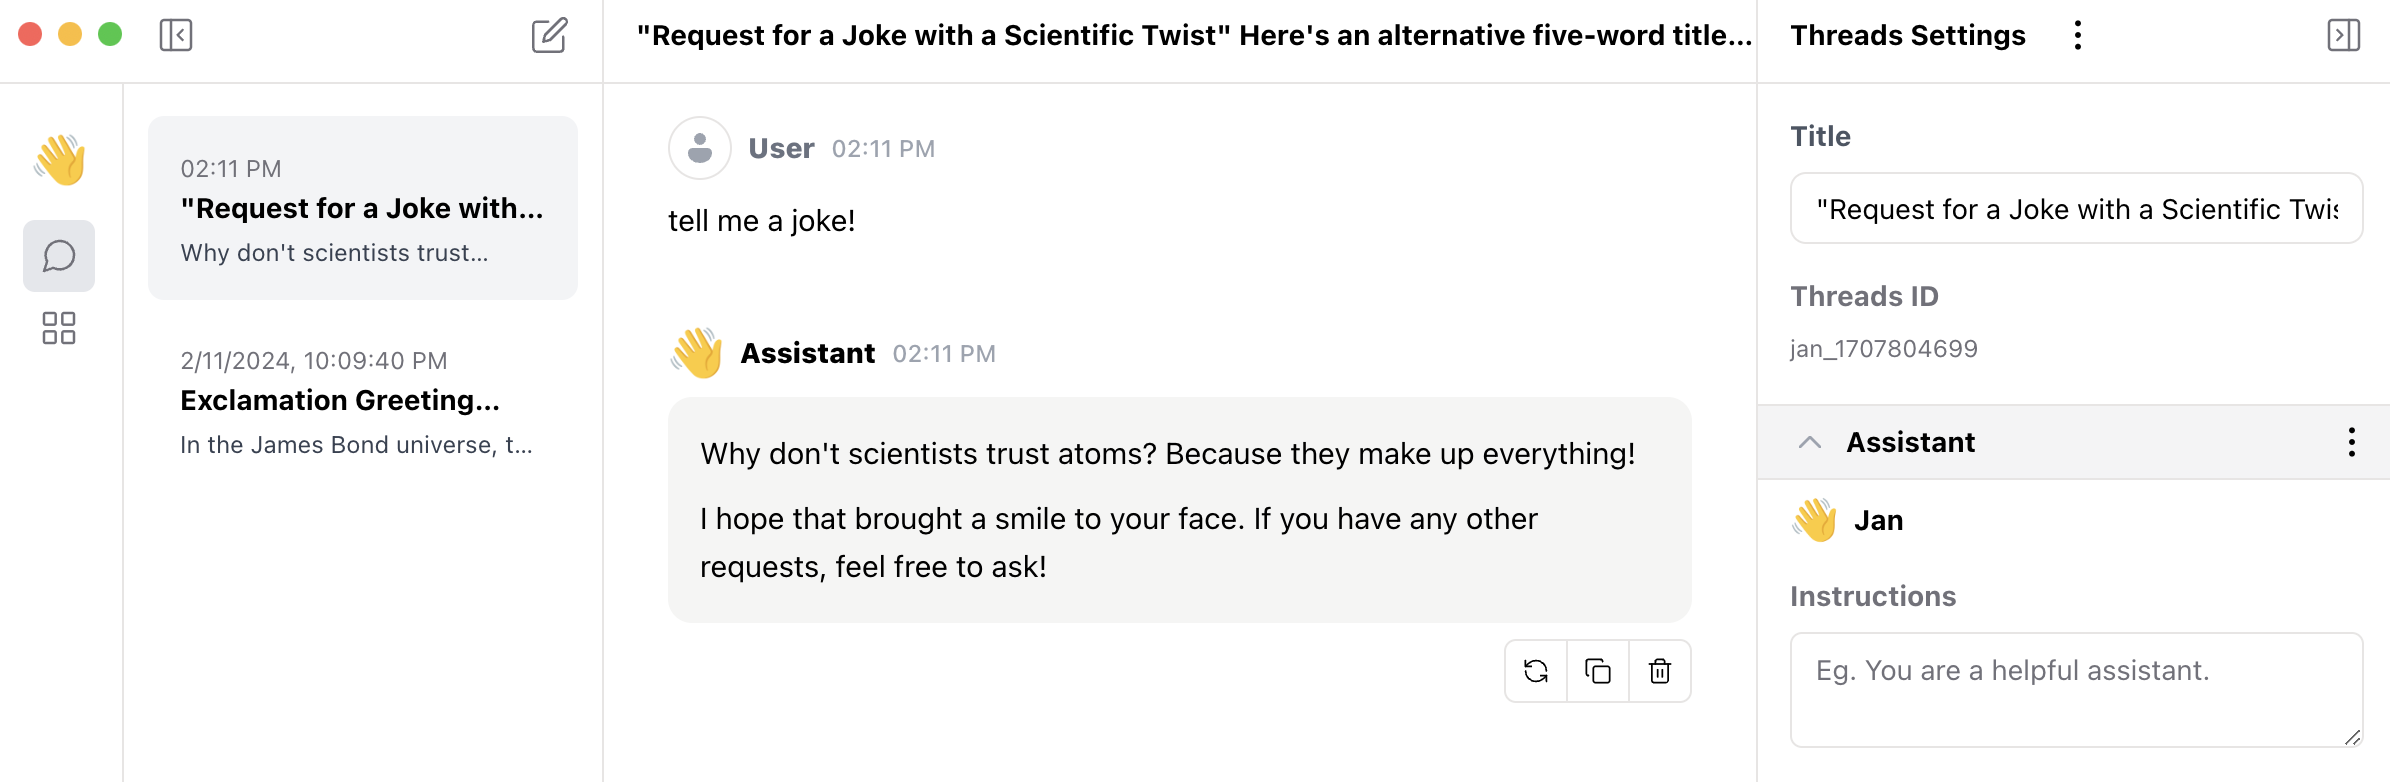 "Request for a Joke with a Scientific Twist" Here's an alternative five-word title...
Threads Settings
02:11 PM
"Request for a Joke with...
Why don't scientists trust...
2/11/2024, 10:09:40 PM
Exclamation Greeting...
In the James Bond universe, t...
User 02:11 PM
tell me a joke!
Assistant 02:11 PM
Why don't scientists trust atoms? Because they make up everything!
I hope that brought a smile to your face. If you have any other
requests, feel free to ask!
Title
"Request for a Joke with a Scientific Twis
Threads ID
jan_1707804699
Assistant
Jan
Instructions
Eg. You are a helpful assistant.